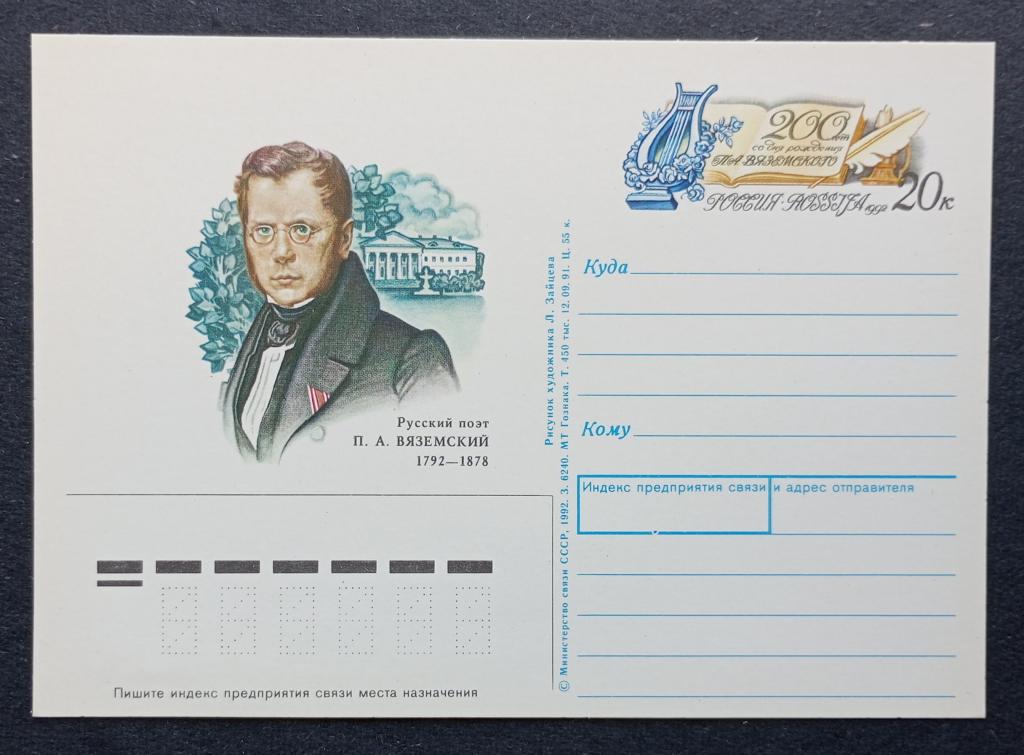 200 лет
со дня рождения
П.А. ВЯЗЕМСКОГО
РОССИЯ·ROSSIJA 1992 20к
Русский поэт
П. А. ВЯЗЕМСКИЙ
1792—1878
Пишите индекс предприятия связи места назначения
Рисунок художника Л. Зайцева
© Министерство связи СССР, 1992. З. 6240. МТ Гознака. Т. 450 тыс. 12. 09. 91. Ц. 55 к.
Куда
Кому
Индекс предприятия связи и адрес отправителя